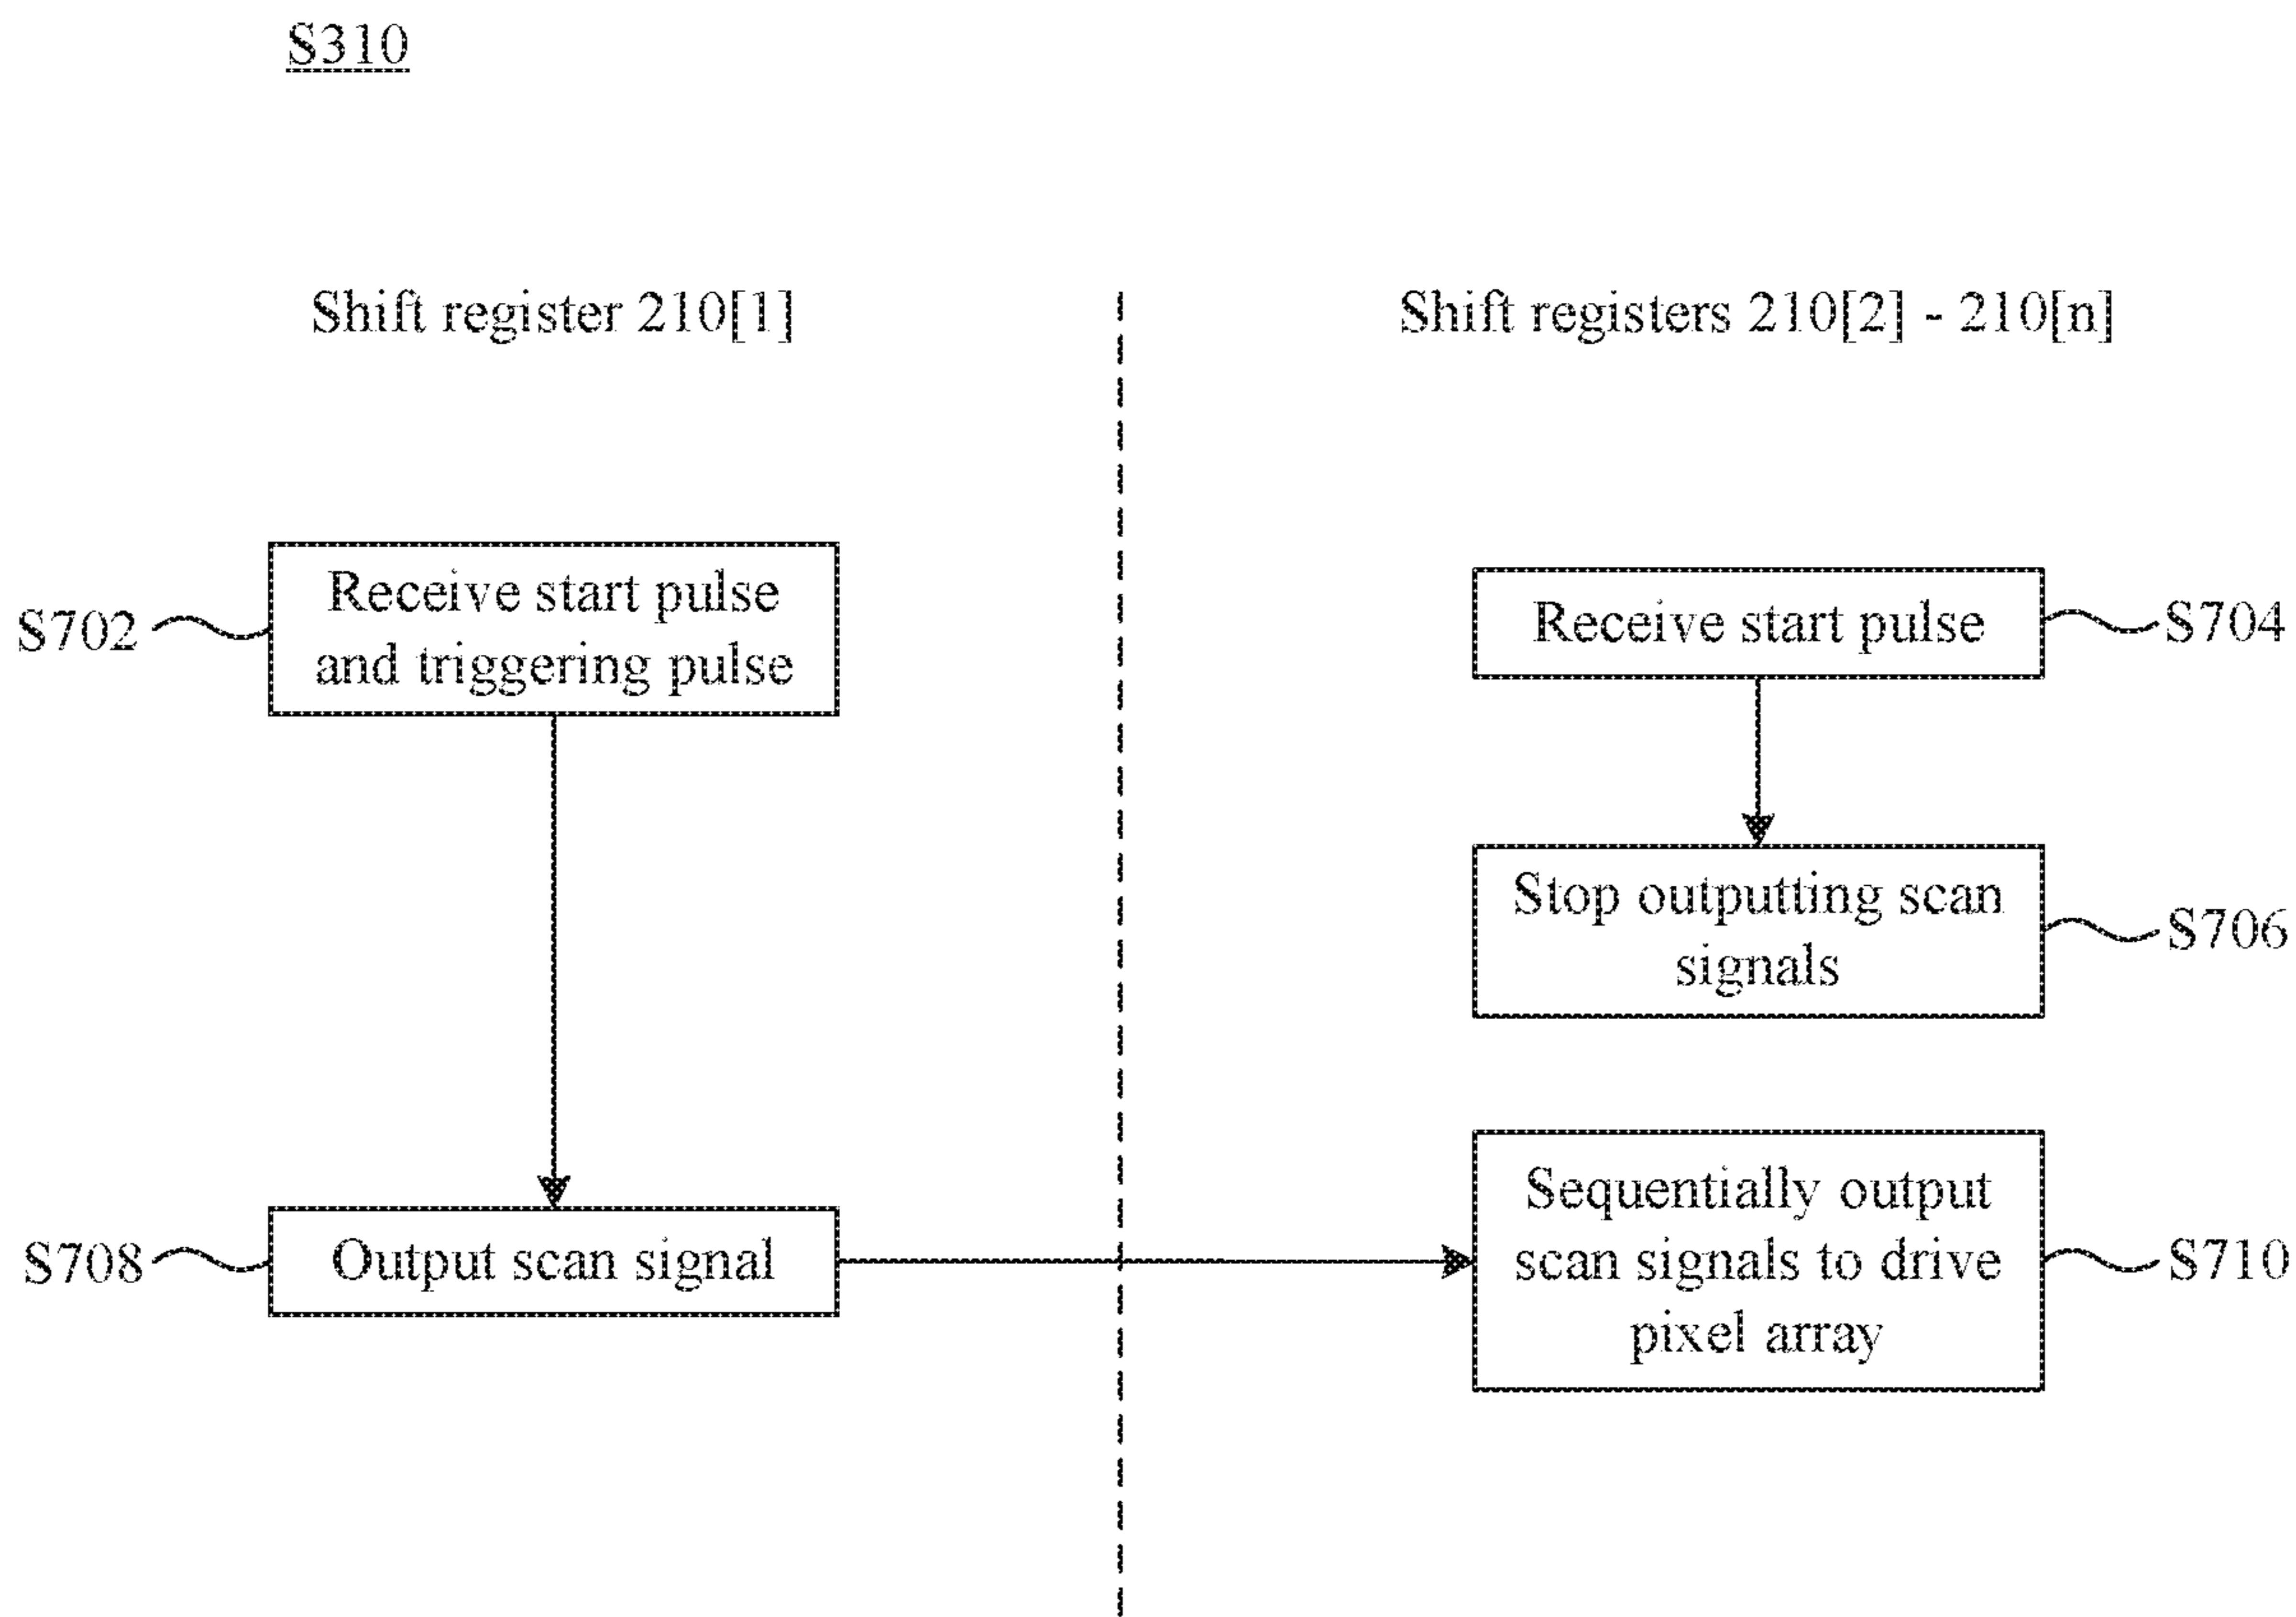 S310
Shift register 210[1]
Shift registers 210[2] - 210[n]
S702
Receive start pulse
and triggering pulse
Receive start pulse
S704
Stop outputting scan
signals
S706
S708
Output scan signal
Sequentially output
scan signals to drive
pixel array
S710